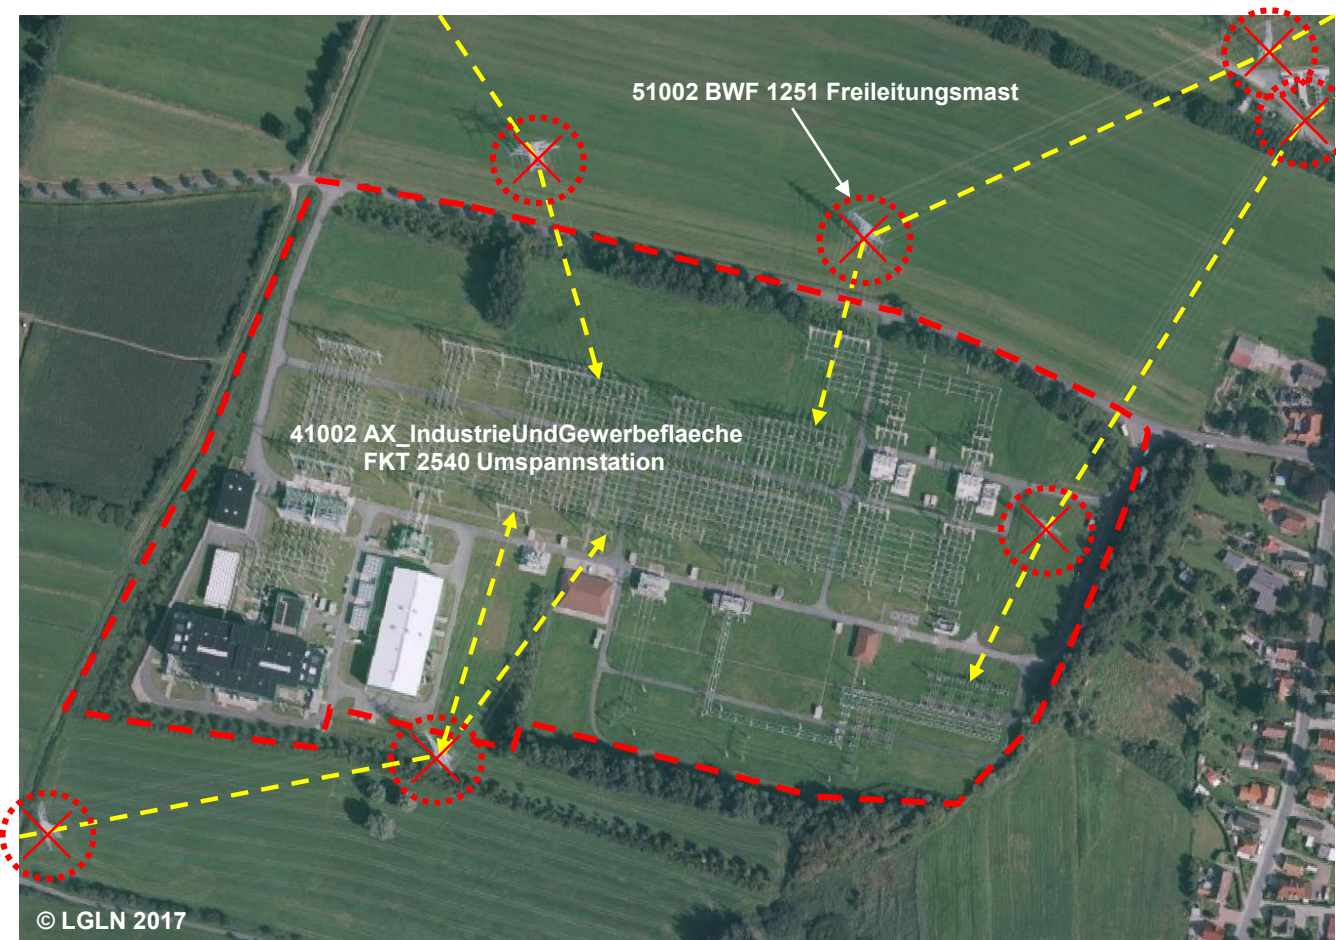 51002 BWF 1251 Freileitungsmast
41002 AX_IndustrieUndGewerbeflaeche
FKT 2540 Umspannstation
© LGLN 2017